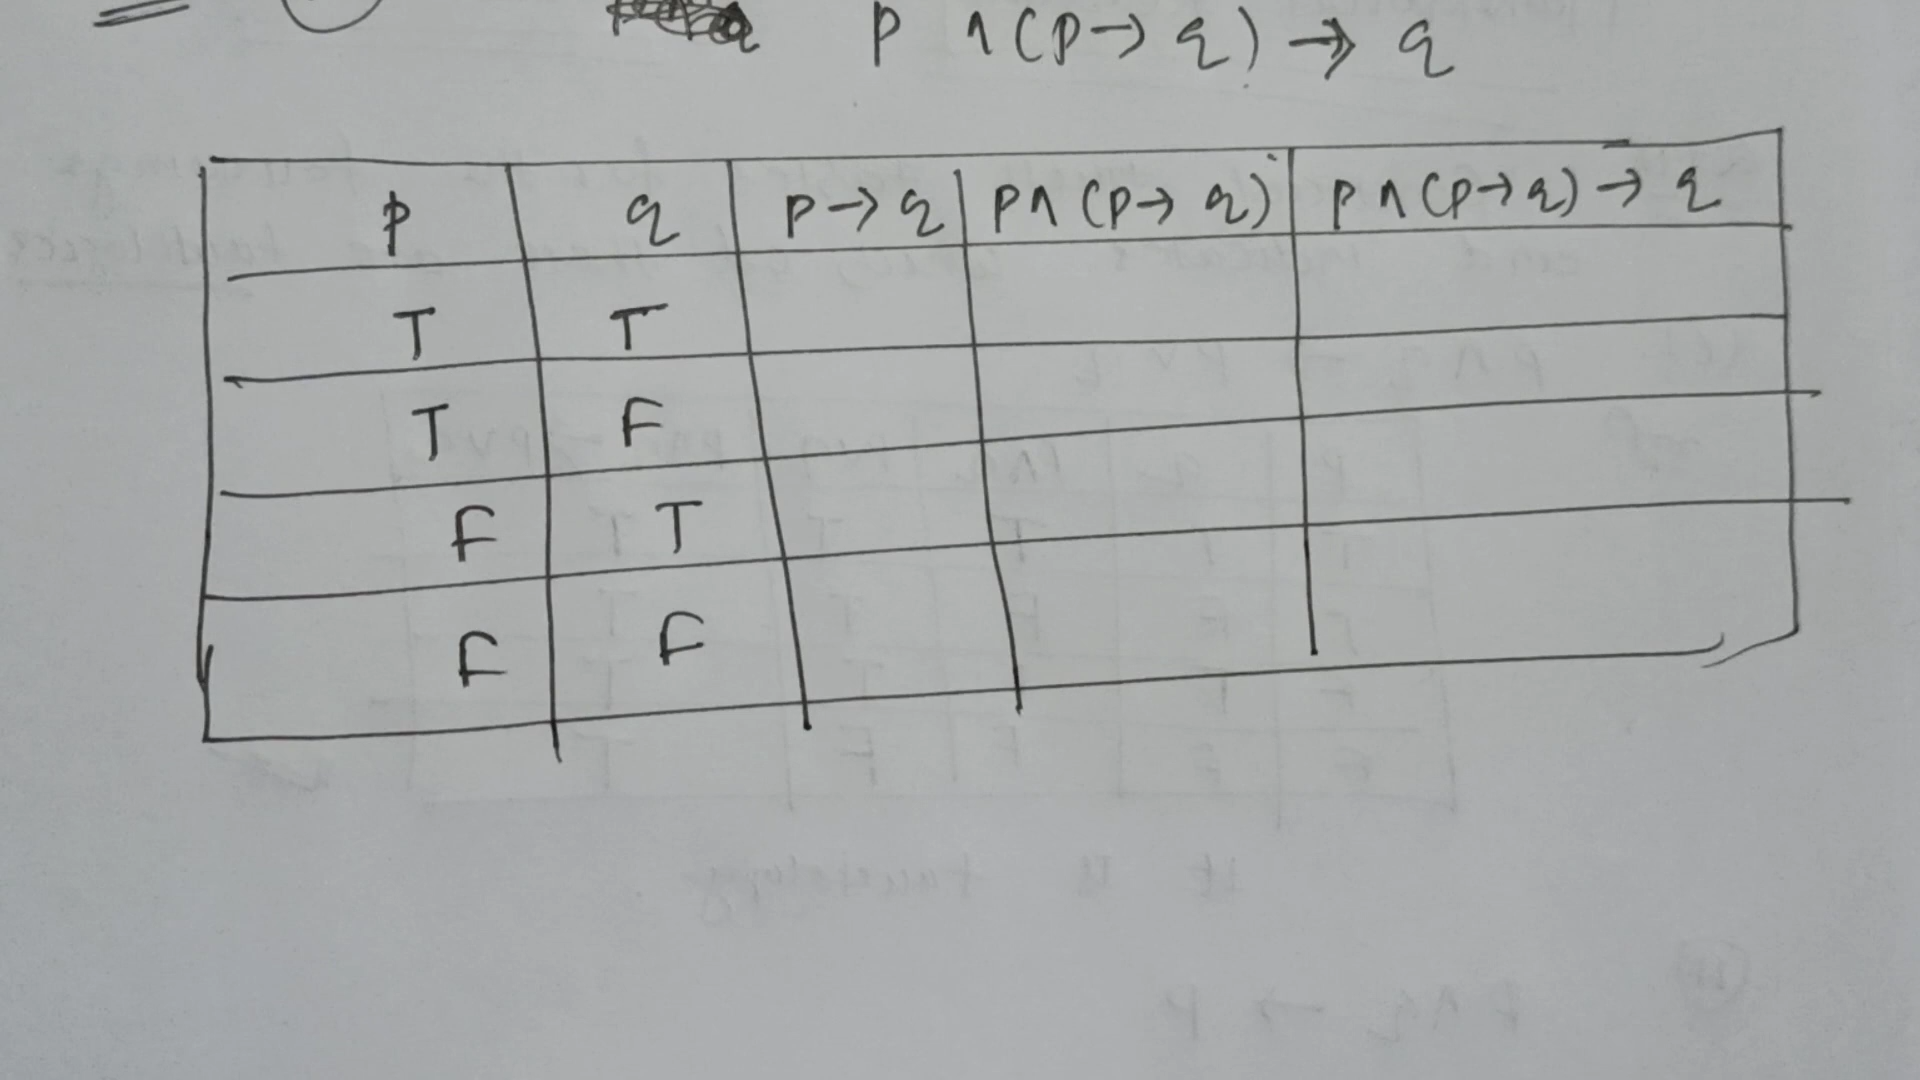 p ∧ (p → q) → q
p q p → q p ∧ (p → q) p ∧ (p → q) → q
T T
T F
F T
F F